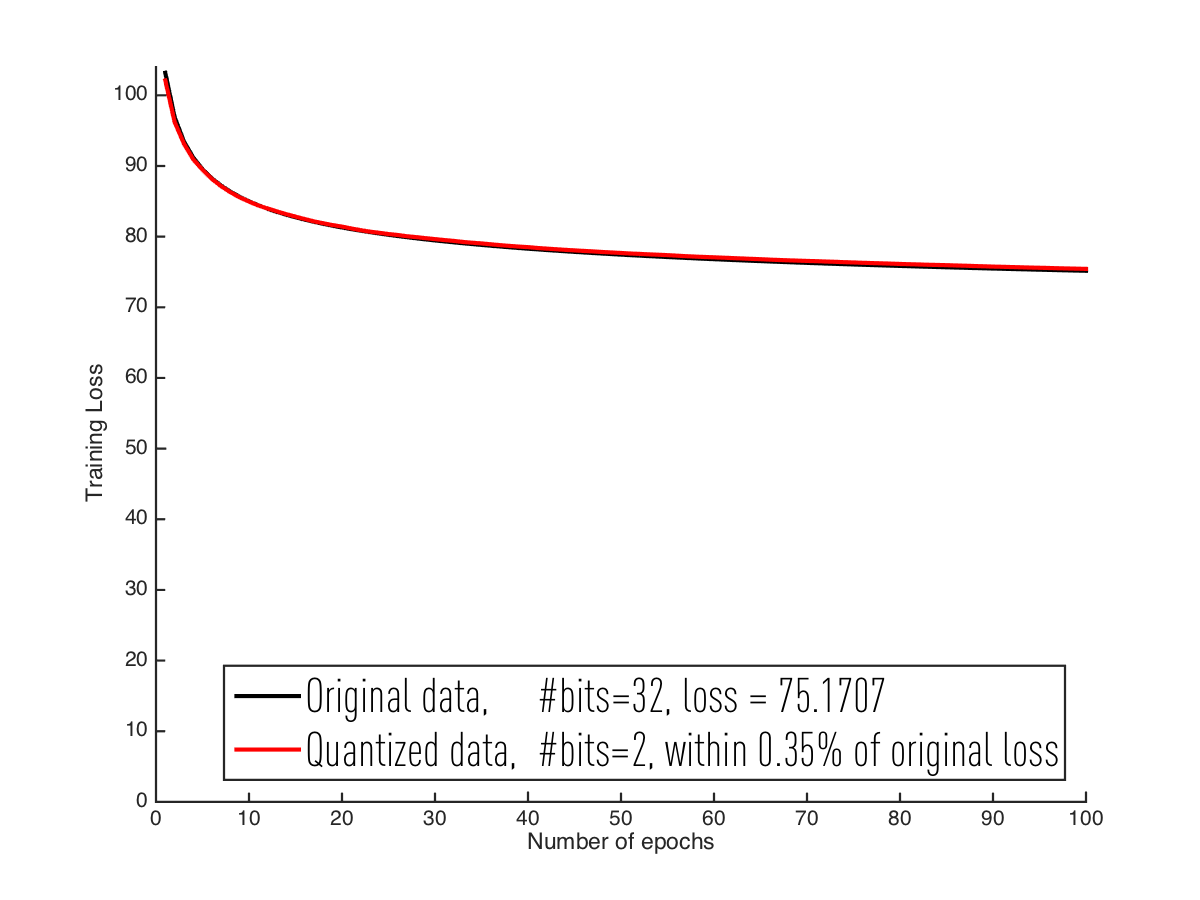 100
90
80
70
60
50
40
30
20
10
0
Training Loss
Original data, #bits=32, loss = 75.1707
Quantized data, #bits=2, within 0.35% of original loss
0 10 20 30 40 50 60 70 80 90 100
Number of epochs